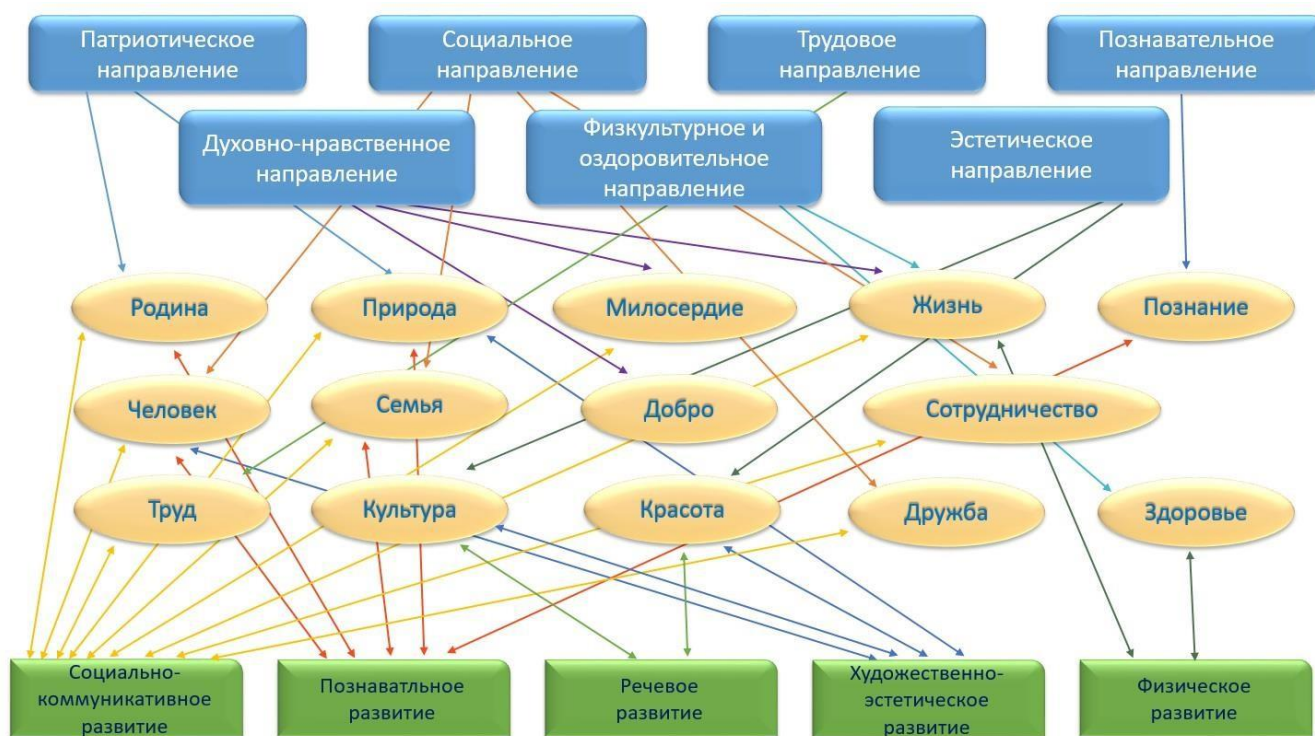 Патриотическое
направление
Социальное
направление
Трудовое
направление
Познавательное
направление
Духовно-нравственное
направление
Физкультурное и
оздоровительное
направление
Эстетическое
направление
Родина
Природа
Милосердие
Жизнь
Познание
Человек
Семья
Добро
Сотрудничество
Труд
Культура
Красота
Дружба
Здоровье
Социально-
коммуникативное
развитие
Познаватльное
развитие
Речевое
развитие
Художественно-
эстетическое
развитие
Физическое
развитие